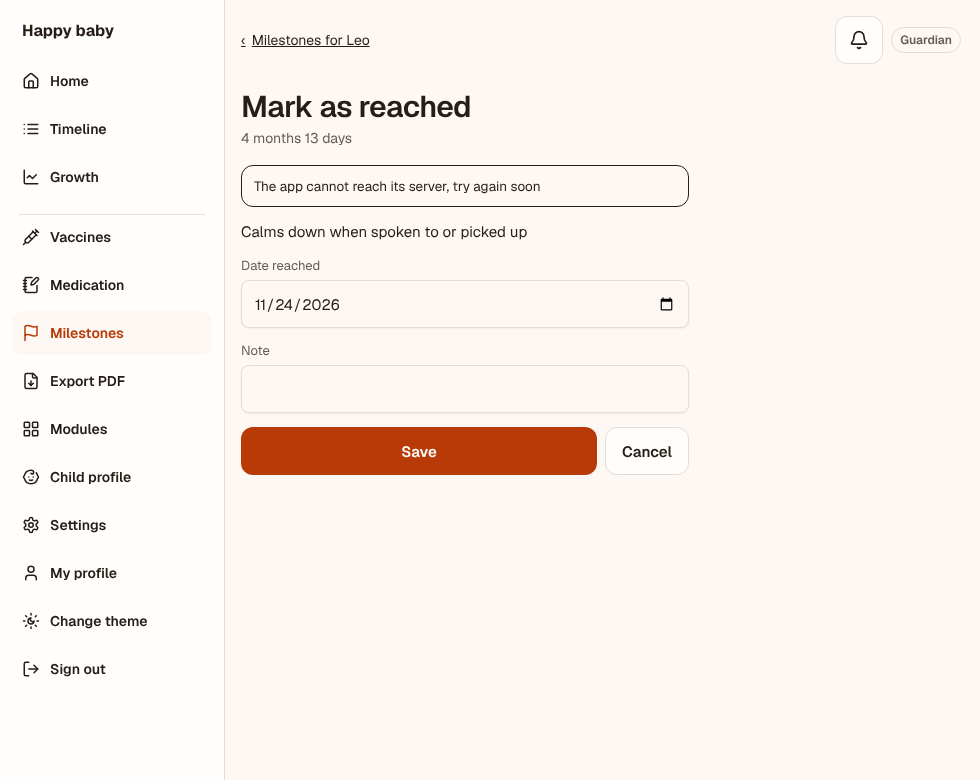 Happy baby
Home
Timeline
Growth
Vaccines
Medication
Milestones
Export PDF
Modules
Child profile
Settings
My profile
Change theme
Sign out
‹ Milestones for Leo
Guardian
Mark as reached
4 months 13 days
The app cannot reach its server, try again soon
Calms down when spoken to or picked up
Date reached
11/24/2026
Note
Save
Cancel